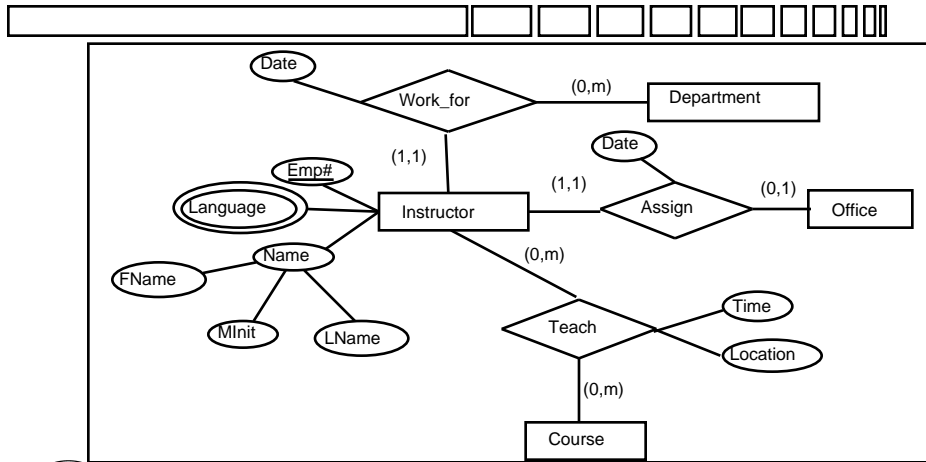 Date
Work_for
(0,m)
Department
(1,1)
Date
Emp#
(1,1)
(0,1)
Language
Instructor
Assign
Office
Name
(0,m)
FName
Time
MInit
LName
Teach
Location
(0,m)
Course